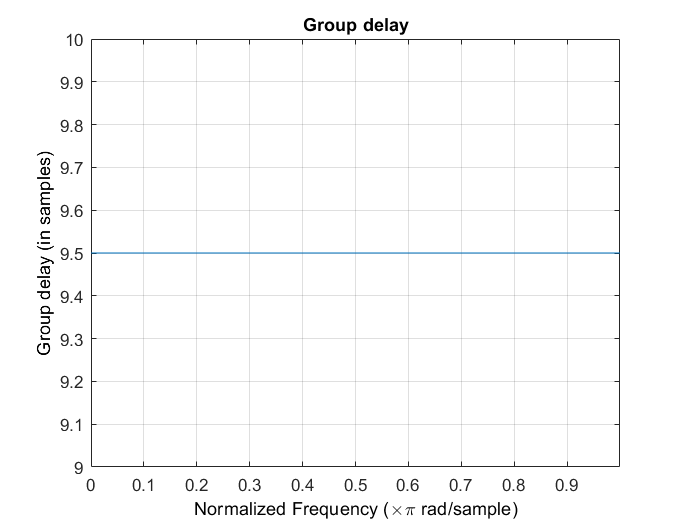 Group delay
10
9.9
9.8
9.7
9.6
9.5
9.4
9.3
9.2
9.1
9
Group delay (in samples)
0 0.1 0.2 0.3 0.4 0.5 0.6 0.7 0.8 0.9
Normalized Frequency (×π rad/sample)